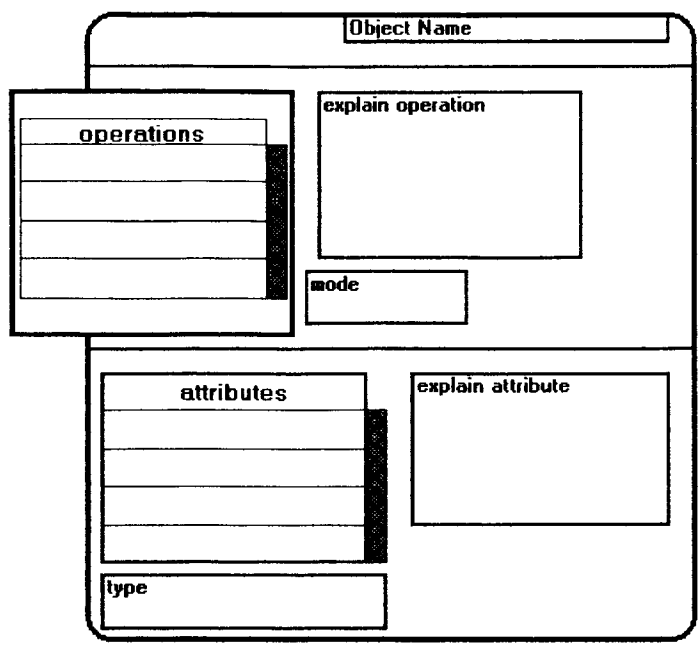 Object Name
operations
explain operation
mode
attributes
explain attribute
type